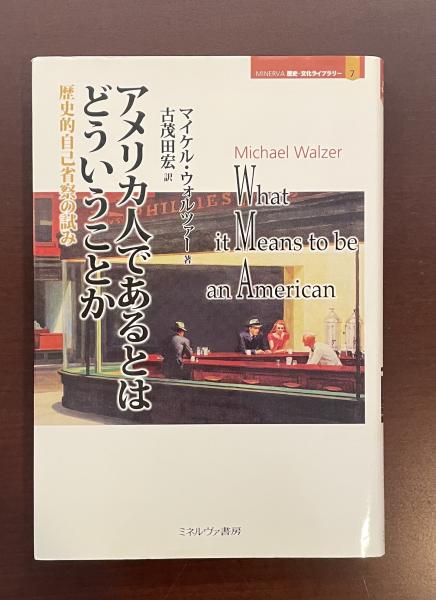 MINERVA 歴史・文化ライブラリー 7
アメリカ人であるとは
どういうことか
歴史的自己省察の試み
マイケル・ウォルツァー 著
古茂田宏 訳
Michael Walzer
What
it Means to be
an American
PHILLIES
ミネルヴァ書房